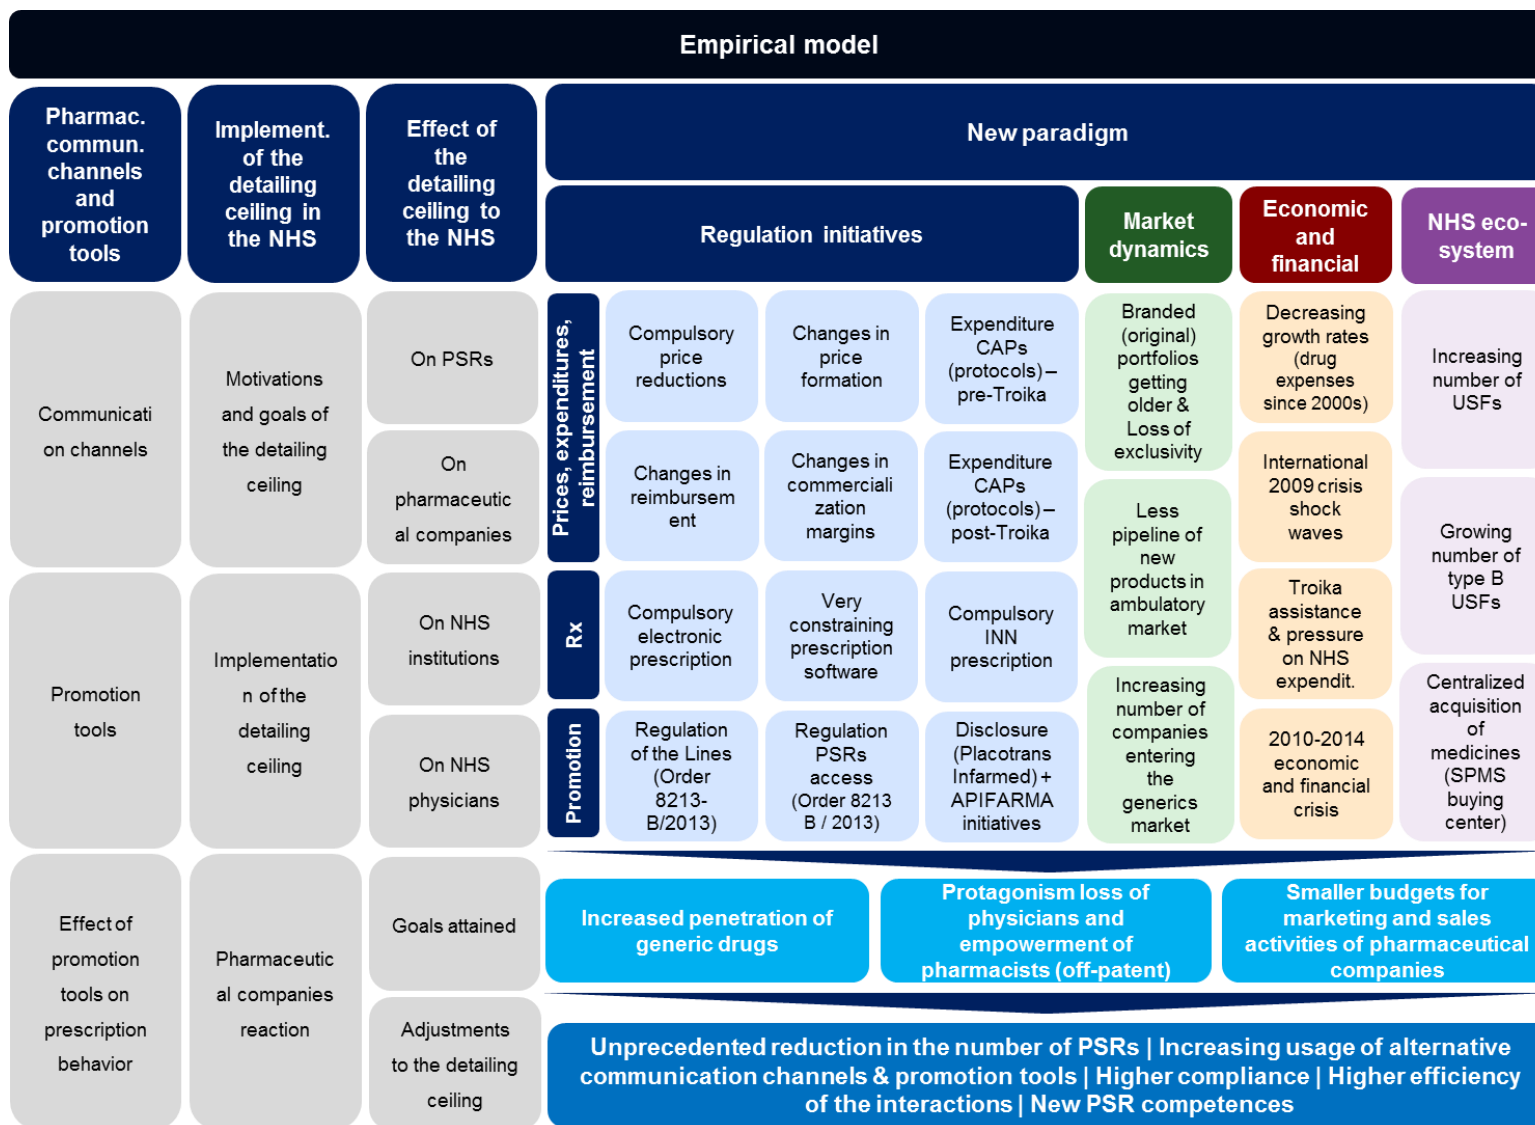 Empirical model
Pharmac.
commun.
channels
and
promotion
tools
Implement.
of the
detailing
ceiling in
the NHS
Effect of
the
detailing
ceiling to
the NHS
New paradigm
Regulation initiatives
Market
dynamics
Economic
and
financial
NHS eco-
system
Communicati
on channels
Promotion
tools
Effect of
promotion
tools on
prescription
behavior
Motivations
and goals of
the detailing
ceiling
Implementatio
n of the
detailing
ceiling
Pharmaceutic
al companies
reaction
On PSRs
On
pharmaceutic
al companies
On NHS
institutions
On NHS
physicians
Goals attained
Adjustments
to the detailing
ceiling
Prices, expenditures,
reimbursement
Compulsory
price
reductions
Changes in
price
formation
Expenditure
CAPs
(protocols) –
pre-Troika
Changes in
reimbursem
ent
Changes in
commerciali
zation
margins
Expenditure
CAPs
(protocols) –
post-Troika
Rx
Compulsory
electronic
prescription
Very
constraining
prescription
software
Compulsory
INN
prescription
Promotion
Regulation
of the Lines
(Order
8213-
B/2013)
Regulation
PSRs
access
(Order 8213
B / 2013)
Disclosure
(Placotrans
Infarmed) +
APIFARMA
initiatives
Branded
(original)
portfolios
getting
older &
Loss of
exclusivity
Less
pipeline of
new
products in
ambulatory
market
Increasing
number of
companies
entering
the
generics
market
Decreasing
growth rates
(drug
expenses
since 2000s)
International
2009 crisis
shock
waves
Troika
assistance
& pressure
on NHS
expendit.
2010-2014
economic
and financial
crisis
Increasing
number of
USFs
Growing
number of
type B
USFs
Centralized
acquisition
of
medicines
(SPMS
buying
center)
Increased penetration of
generic drugs
Protagonism loss of
physicians and
empowerment of
pharmacists (off-patent)
Smaller budgets for
marketing and sales
activities of pharmaceutical
companies
Unprecedented reduction in the number of PSRs | Increasing usage of alternative
communication channels & promotion tools | Higher compliance | Higher efficiency
of the interactions | New PSR competences